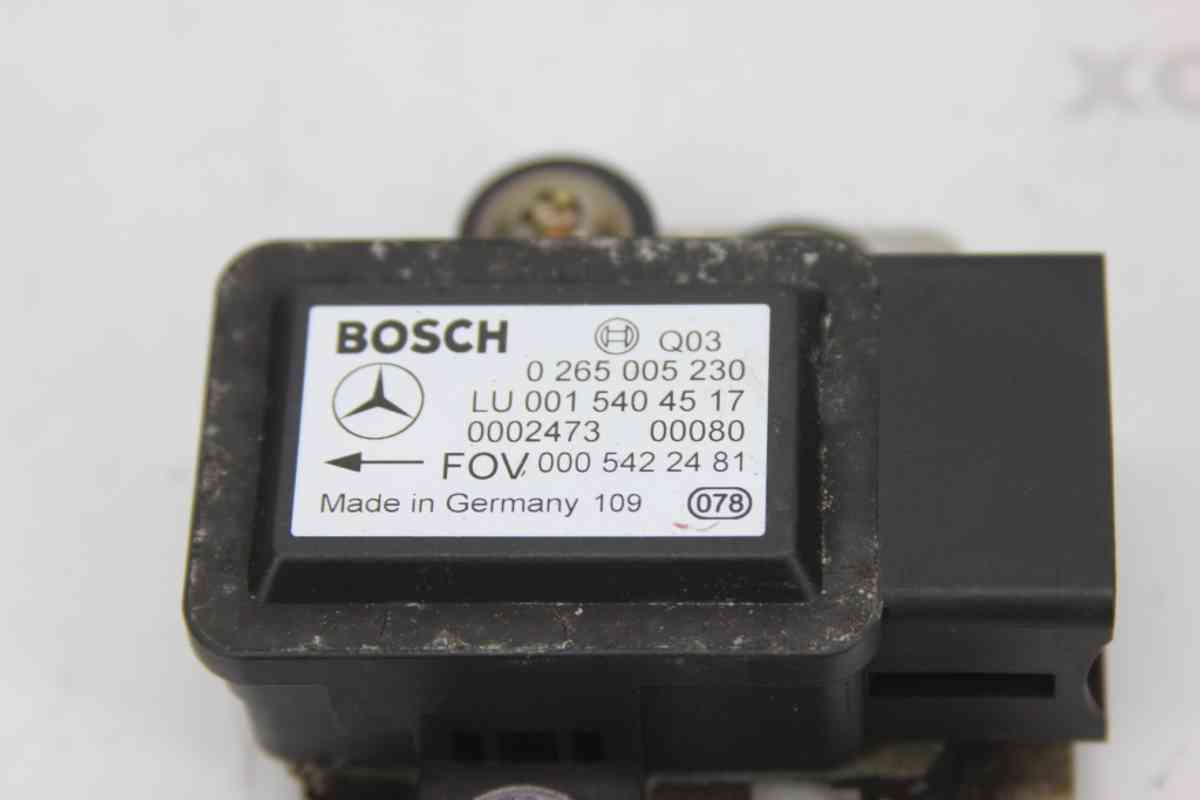 BOSCH Q03
0 265 005 230
LU 001 540 45 17
0002473 00080
FOV 000 542 24 81
Made in Germany 109 078